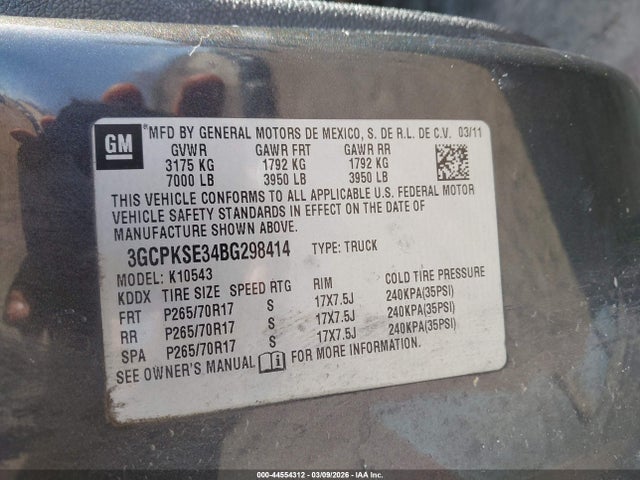 GM ®MFD BY GENERAL MOTORS DE MEXICO, S. DE R.L. DE C.V. 03/11
GVWR GAWR FRT GAWR RR
3175 KG 1792 KG 1792 KG
7000 LB 3950 LB 3950 LB
THIS VEHICLE CONFORMS TO ALL APPLICABLE U.S. FEDERAL MOTOR
VEHICLE SAFETY STANDARDS IN EFFECT ON THE DATE OF
MANUFACTURE SHOWN ABOVE.
3GCPKSE34BG298414 TYPE: TRUCK
MODEL: K10543
KDDX TIRE SIZE SPEED RTG RIM COLD TIRE PRESSURE
FRT P265/70R17 S 17X7.5J 240KPA(35PSI)
RR P265/70R17 S 17X7.5J 240KPA(35PSI)
SPA P265/70R17 S 17X7.5J 240KPA(35PSI)
SEE OWNER'S MANUAL FOR MORE INFORMATION.
000-44554312 | 03/09/2026 - IAA Inc.